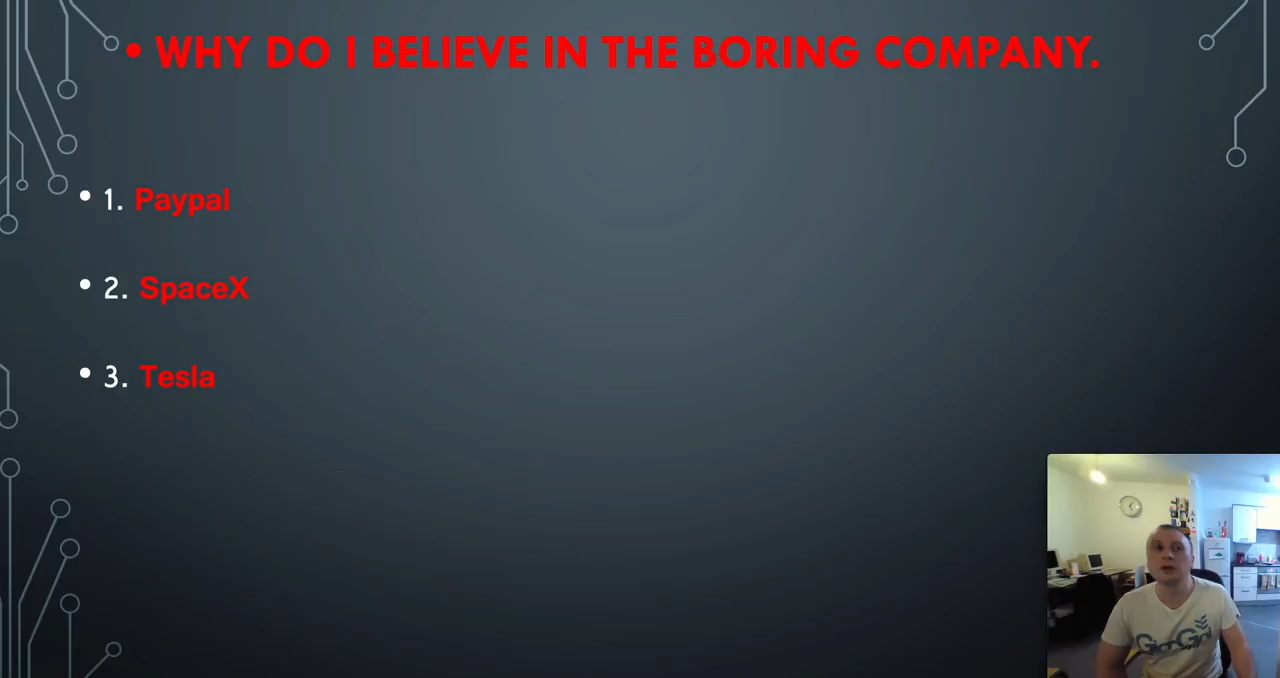 • WHY DO I BELIEVE IN THE BORING COMPANY.
• 1. Paypal
• 2. SpaceX
• 3. Tesla